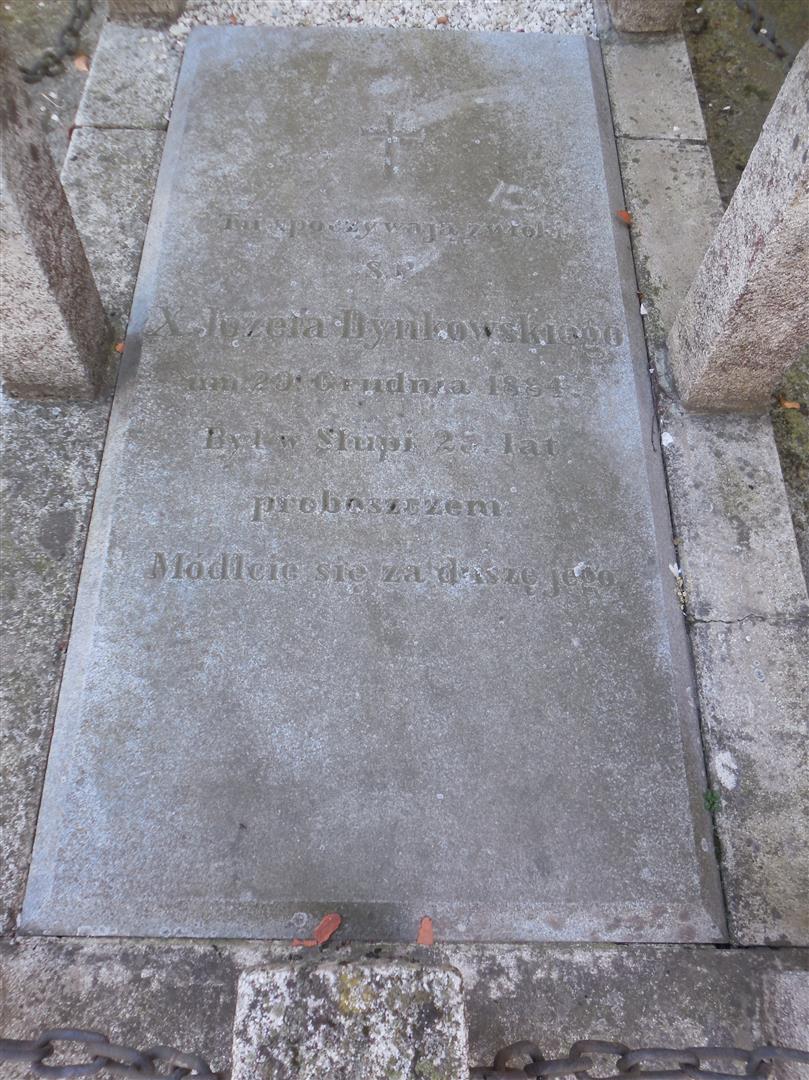 Tu spoczywają zwłoki
Ś.P.
X. Józefa Dynkowskiego
um 29. Grudnia 1884.
Był w Słupi 25. lat
proboszczem
Módlcie się za duszę jego